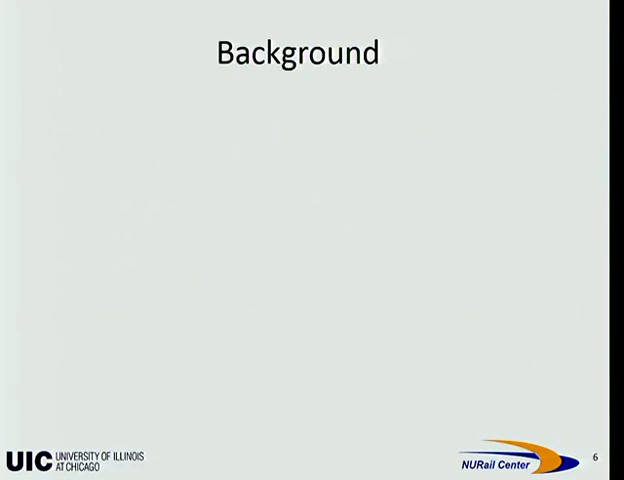 Background
UIC UNIVERSITY OF ILLINOIS
AT CHICAGO
NURail Center
6